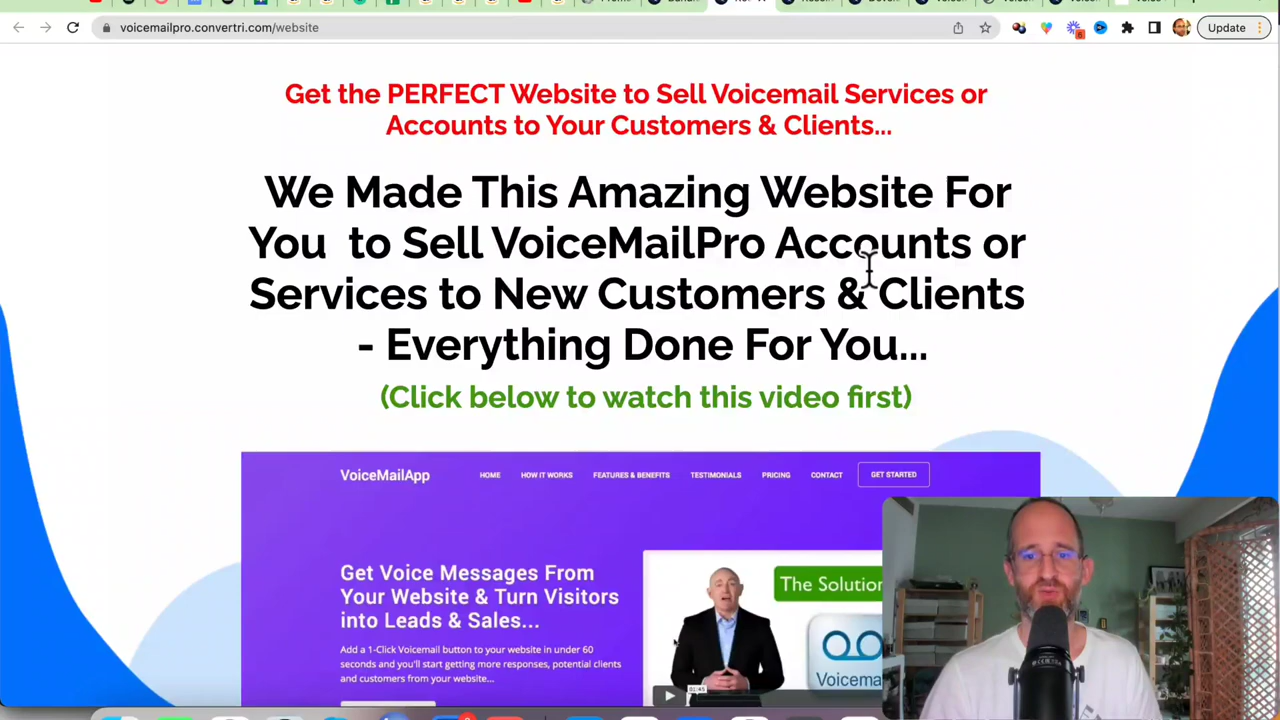 voicemailpro.convertri.com/website
6
Update
Get the PERFECT Website to Sell Voicemail Services or
Accounts to Your Customers & Clients...
We Made This Amazing Website For
You to Sell VoiceMailPro Accounts or
Services to New Customers & Clients
- Everything Done For You...
(Click below to watch this video first)
VoiceMailApp
HOME
HOW IT WORKS
FEATURES & BENEFITS
TESTIMONIALS
PRICING
CONTACT
GET STARTED
Get Voice Messages From
Your Website & Turn Visitors
into Leads & Sales...
Add a 1-Click Voicemail button to your website in under 60
seconds and you'll start getting more responses, potential clients
and customers from your website...
The Solution
Voicema
01:45